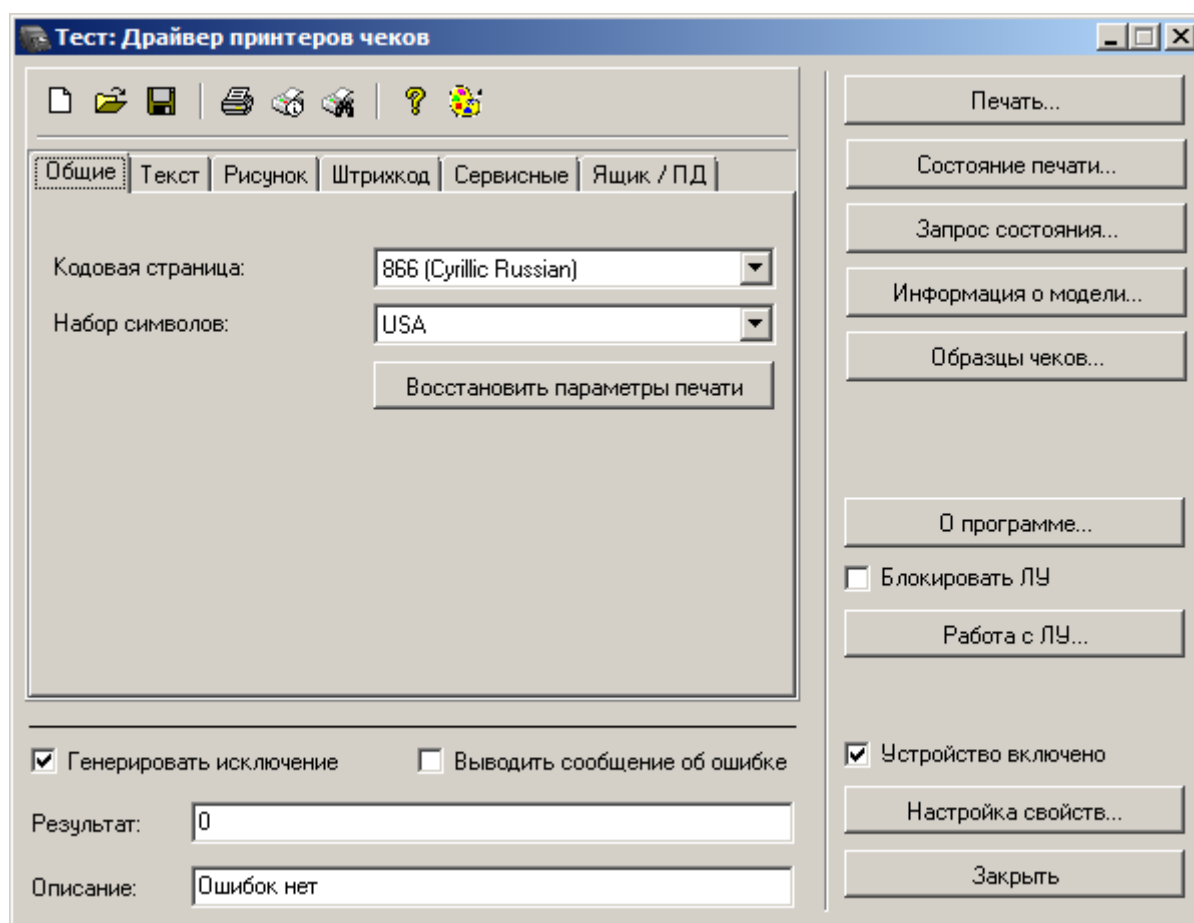 Тест: Драйвер принтеров чеков
Общие Текст Рисунок Штрихкод Сервисные Ящик / ПД
Кодовая страница: 866 (Cyrillic Russian)
Набор символов: USA
Восстановить параметры печати
Генерировать исключение Выводить сообщение об ошибке
Результат: 0
Описание: Ошибок нет
Печать...
Состояние печати...
Запрос состояния...
Информация о модели...
Образцы чеков...
О программе...
Блокировать ЛУ
Работа с ЛУ...
Устройство включено
Настройка свойств...
Закрыть